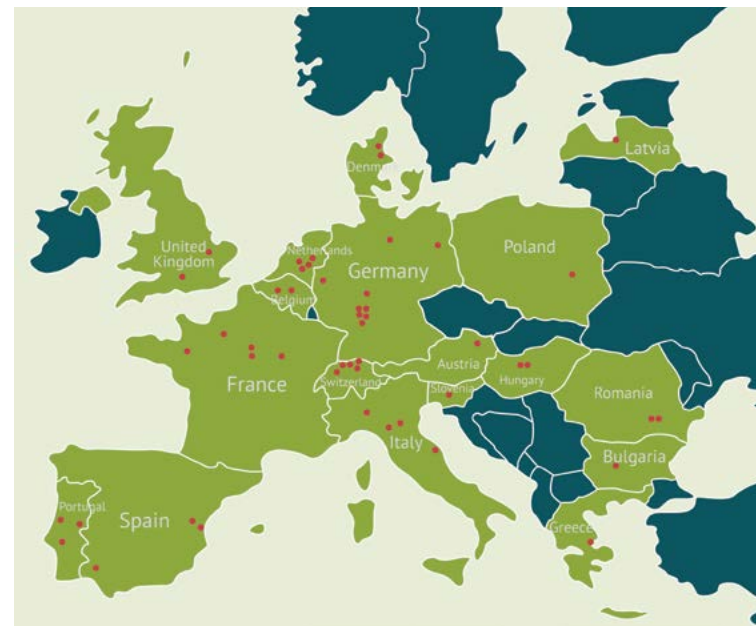 Latvia
Denmark
United
Kingdom
Netherlands
Poland
Germany
Belgium
Austria
France
Switzerland
Hungary
Slovenia
Romania
Italy
Bulgaria
Portugal
Spain
Greece